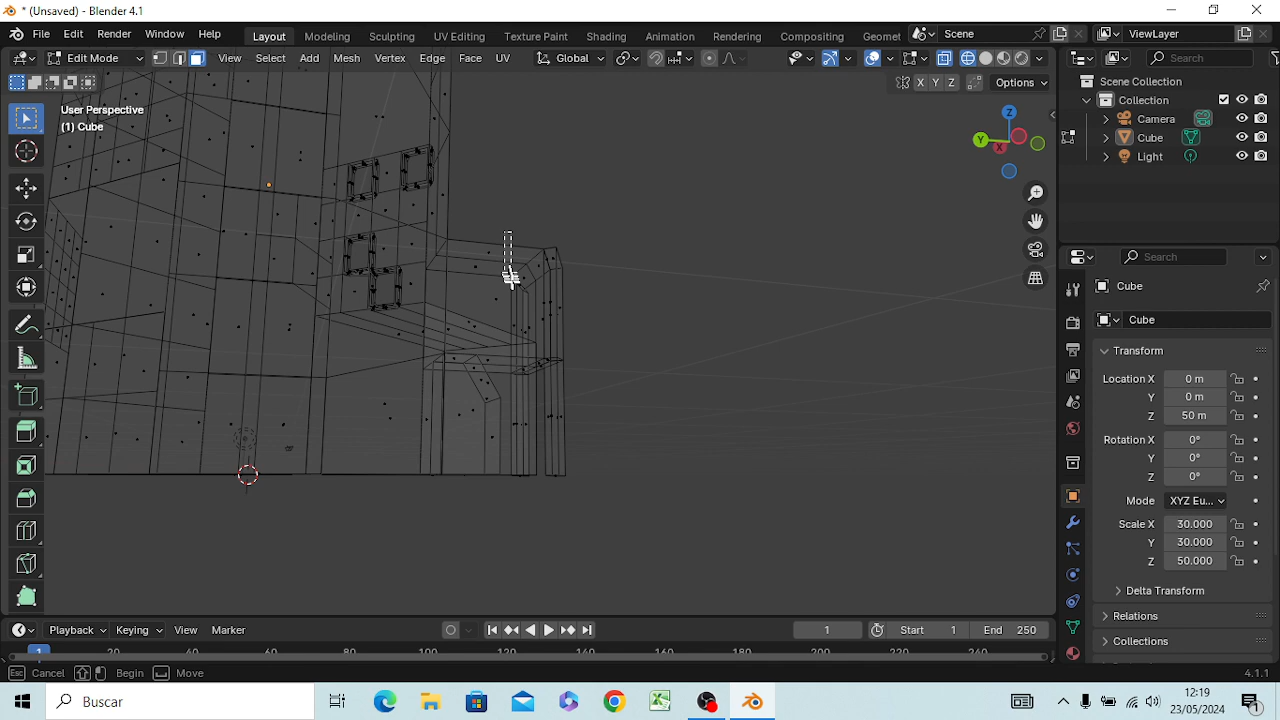 * (Unsaved) - Blender 4.1
File Edit Render Window Help Layout Modeling Sculpting UV Editing Texture Paint Shading Animation Rendering Compositing Geomet Scene ViewLayer
Edit Mode View Select Add Mesh Vertex Edge Face UV Global Search
X Y Z Options
User Perspective
(1) Cube
Scene Collection
Collection
Camera
Cube
Light
Z
Y
X
Search
Cube
Cube
Transform
Location X 0 m
Y 0 m
Z 50 m
Rotation X 0°
Y 0°
Z 0°
Mode XYZ Eu...
Scale X 30.000
Y 30.000
Z 50.000
Delta Transform
Relations
Collections
Playback Keying View Marker 1 Start 1 End 250
1 20 40 60 80 100 120 140 160 180 200 220 240
Esc Cancel Begin Move 4.1.1
Buscar
12:19
23/05/2024
1